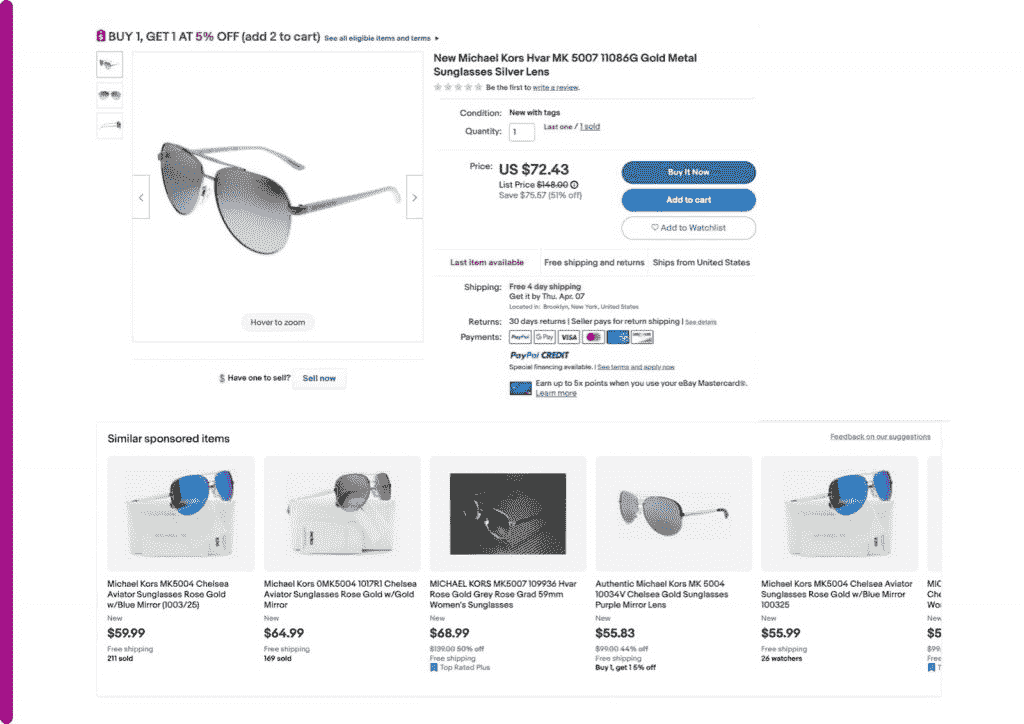 BUY 1, GET 1 AT 5% OFF (add 2 to cart) See all eligible items and terms
New Michael Kors Hvar MK 5007 11086G Gold Metal
Sunglasses Silver Lens
Be the first to write a review.
Condition: New with tags
Quantity: 1 Last one / 1 sold
Price: US $72.43
List Price $148.00
Save $75.57 (51% off)
Buy It Now
Add to cart
Add to Watchlist
Last item available
Free shipping and returns
Ships from United States
Shipping: Free 4 day shipping
Get it by Thu. Apr. 07
Located in: Brooklyn, New York, United States
Returns: 30 days returns | Seller pays for return shipping | See details
Payments: PayPal G Pay VISA
PayPal CREDIT
Special financing available. | See terms and apply now
Earn up to 5x points when you use your eBay Mastercard®.
Learn more
Hover to zoom
Have one to sell? Sell now
Similar sponsored items
Feedback on our suggestions
Michael Kors MK5004 Chelsea
Aviator Sunglasses Rose Gold
w/Blue Mirror (1003/25)
New
$59.99
Free shipping
211 sold
Michael Kors 0MK5004 1017R1 Chelsea
Aviator Sunglasses Rose Gold w/Gold
Mirror
New
$64.99
Free shipping
169 sold
MICHAEL KORS MK5007 109936 Hvar
Rose Gold Grey Rose Grad 59mm
Women's Sunglasses
New
$68.99
$139.00 50% off
Free shipping
Top Rated Plus
Authentic Michael Kors MK 5004
10034V Chelsea Gold Sunglasses
Purple Mirror Lens
New
$55.83
$99.00 44% off
Free shipping
Buy 1, get 1 5% off
Michael Kors MK5004 Chelsea Aviator
Sunglasses Rose Gold w/Blue Mirror
100325
New
$55.99
Free shipping
26 watchers
New